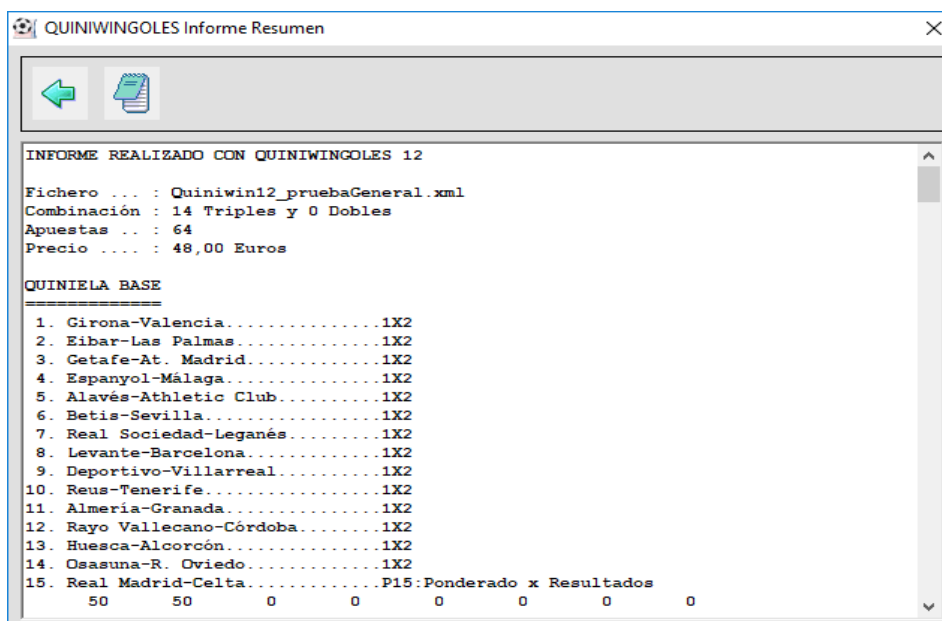 QUINIWINGOLES Informe Resumen
INFORME REALIZADO CON QUINIWINGOLES 12
Fichero ... : Quiniwin12_pruebaGeneral.xml
Combinación : 14 Triples y 0 Dobles
Apuestas .. : 64
Precio .... : 48,00 Euros
QUINIELA BASE
=============
1. Girona-Valencia...............1X2
2. Eibar-Las Palmas..............1X2
3. Getafe-At. Madrid.............1X2
4. Espanyol-Málaga...............1X2
5. Alavés-Athletic Club..........1X2
6. Betis-Sevilla.................1X2
7. Real Sociedad-Leganés.........1X2
8. Levante-Barcelona.............1X2
9. Deportivo-Villarreal..........1X2
10. Reus-Tenerife.................1X2
11. Almería-Granada...............1X2
12. Rayo Vallecano-Córdoba........1X2
13. Huesca-Alcorcón...............1X2
14. Osasuna-R. Oviedo.............1X2
15. Real Madrid-Celta.............P15:Ponderado x Resultados
50 50 0 0 0 0 0 0